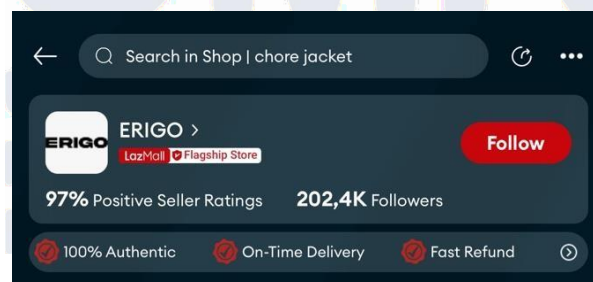 Search in Shop | chore jacket
ERIGO
ERIGO >
LazMall Flagship Store
Follow
97% Positive Seller Ratings 202,4K Followers
100% Authentic On-Time Delivery Fast Refund